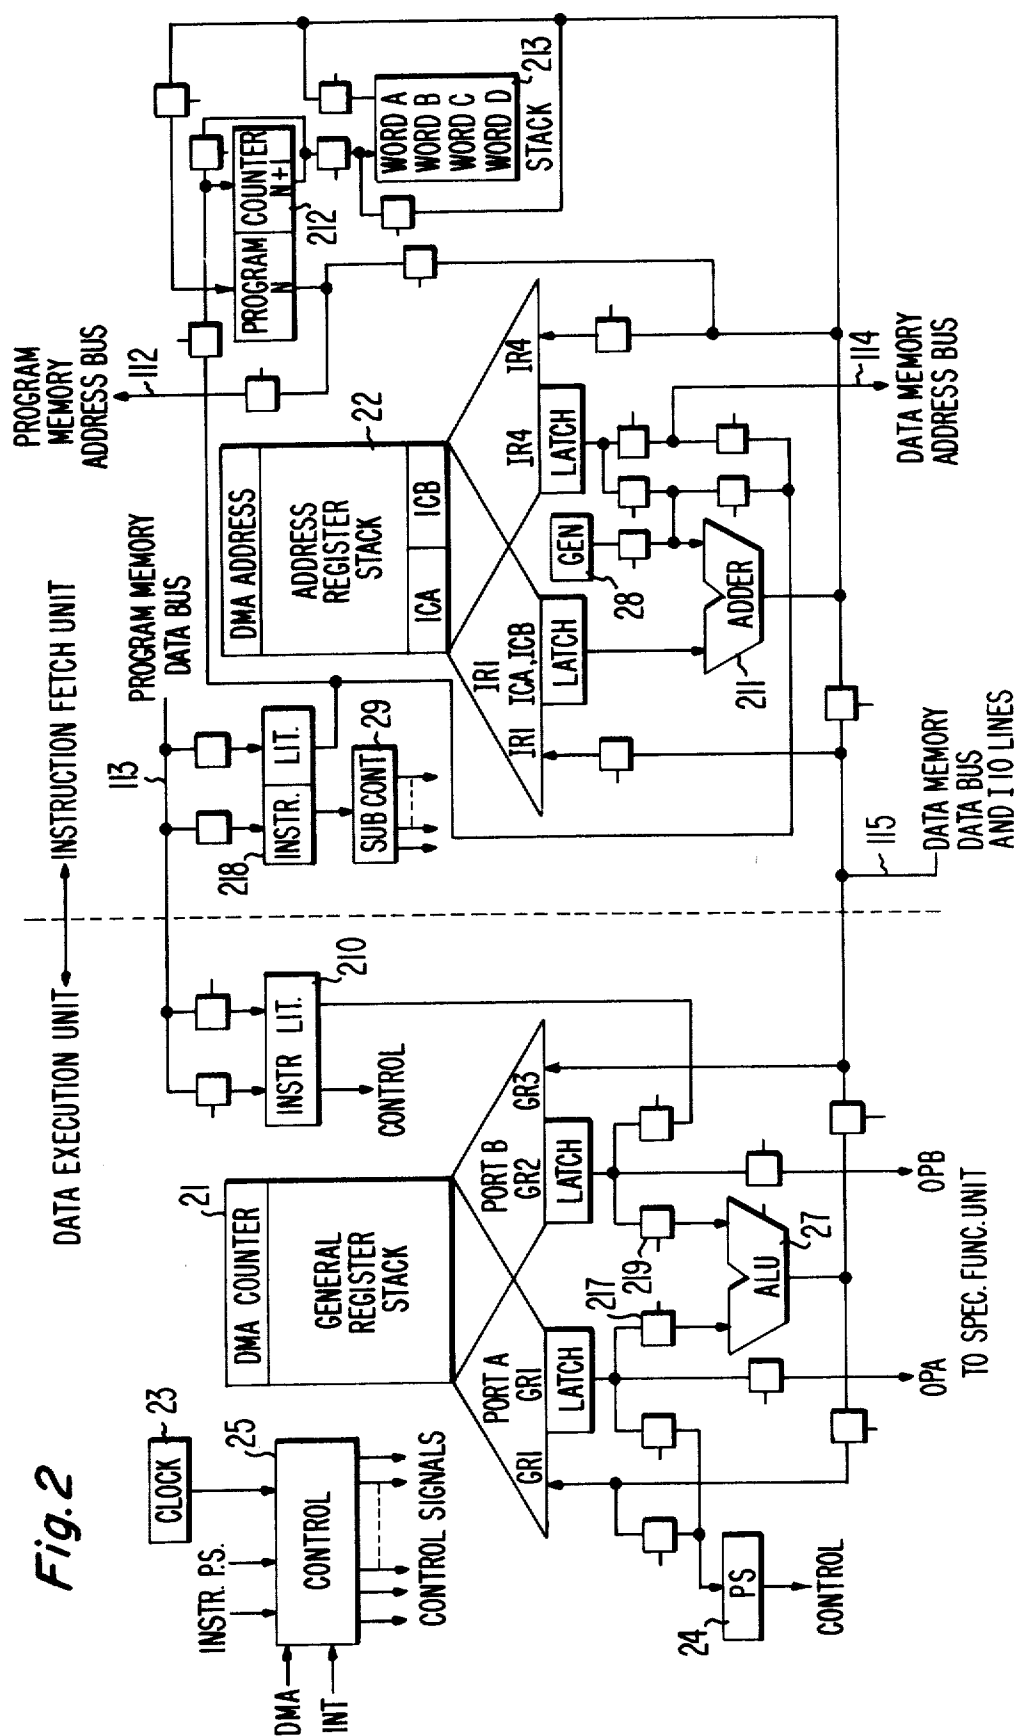 Fig.2
DATA EXECUTION UNIT
INSTRUCTION FETCH UNIT
CLOCK
23
INSTR. P.S.
25
DMA
INT
CONTROL
CONTROL SIGNALS
21
DMA COUNTER
GENERAL
REGISTER
STACK
PORT A
GR1
GR1
LATCH
PORT B
GR2
GR3
LATCH
INSTR
LIT.
210
CONTROL
217
219
ALU
27
24
PS
CONTROL
OPA
OPB
TO SPEC. FUNC. UNIT
113
PROGRAM MEMORY
DATA BUS
218
INSTR.
LIT.
SUB CONT
29
DMA ADDRESS
ADDRESS
REGISTER
STACK
22
ICA
ICB
IR1
IR1
ICA, ICB
LATCH
IR4
IR4
LATCH
GEN
28
ADDER
211
115
DATA MEMORY
DATA BUS
AND I IO LINES
114
DATA MEMORY
ADDRESS BUS
PROGRAM
MEMORY
ADDRESS BUS
112
PROGRAM
N
COUNTER
N+1
212
WORD A
WORD B
WORD C
WORD D
213
STACK